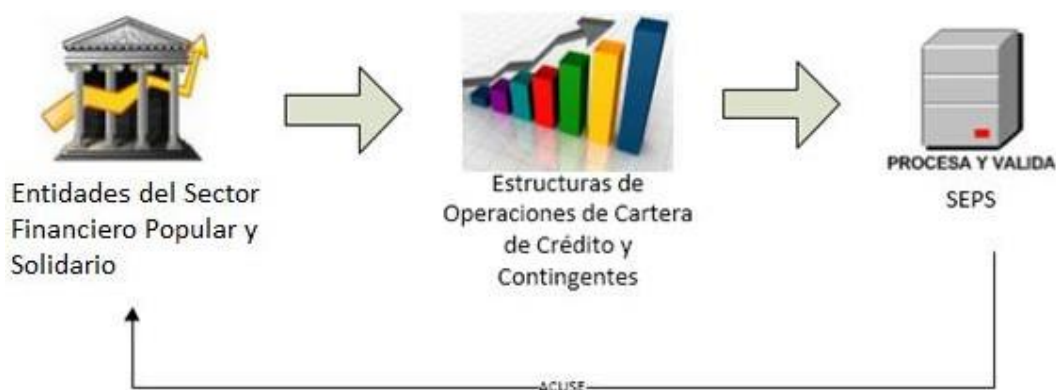 Entidades del Sector
Financiero Popular y
Solidario
Estructuras de
Operaciones de Cartera
de Crédito y
Contingentes
PROCESA Y VALIDA
SEPS
ACUSE